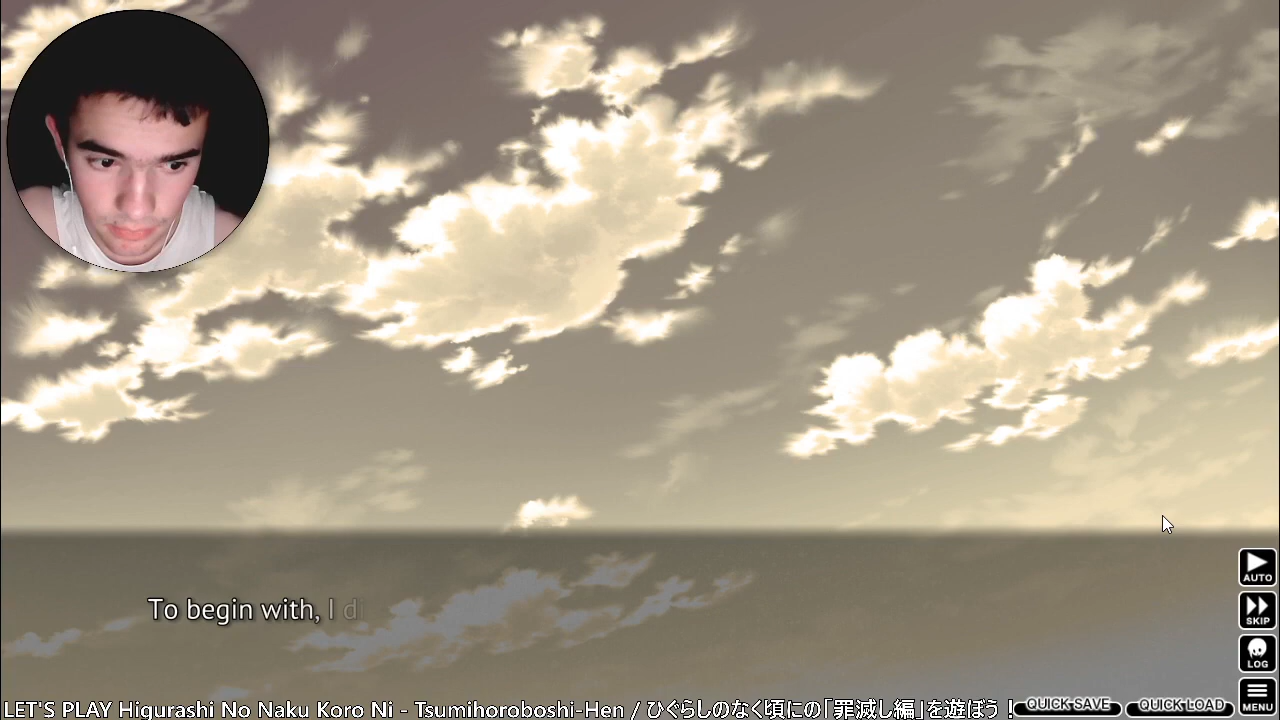 To begin with, I d
AUTO
SKIP
LOG
MENU
QUICK SAVE
QUICK LOAD
LET'S PLAY Higurashi No Naku Koro Ni - Tsumihoroboshi-Hen / ひぐらしのなく頃にの「罪滅し編」を遊ぼう！